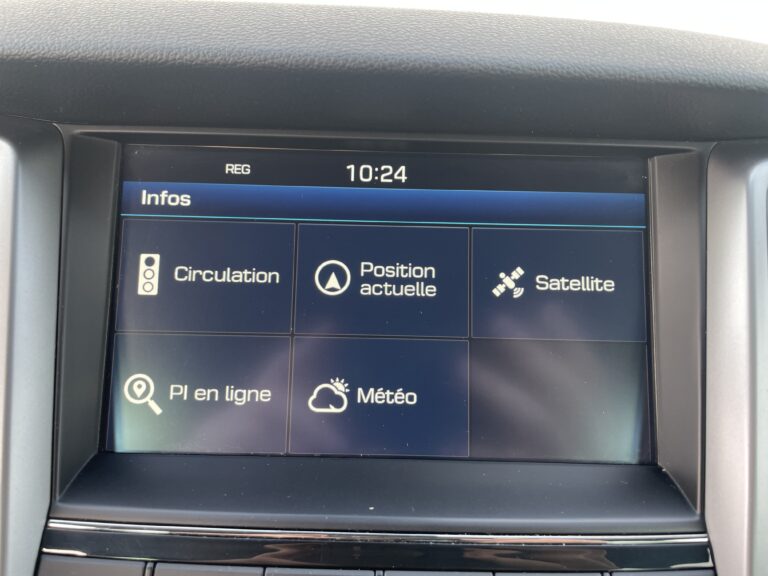 REG 10:24
Infos
Circulation
Position
actuelle
Satellite
PI en ligne
Météo